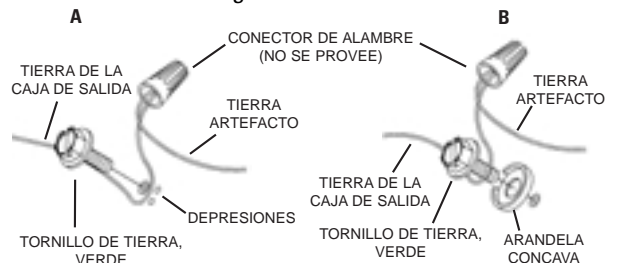 A
B
CONECTOR DE ALAMBRE
(NO SE PROVEE)
TIERRA DE LA
CAJA DE SALIDA
TIERRA
ARTEFACTO
DEPRESIONES
TORNILLO DE TIERRA,
VERDE
TIERRA
ARTEFACTO
TIERRA DE LA
CAJA DE SALIDA
TORNILLO DE TIERRA,
VERDE
ARANDELA
CONCAVA